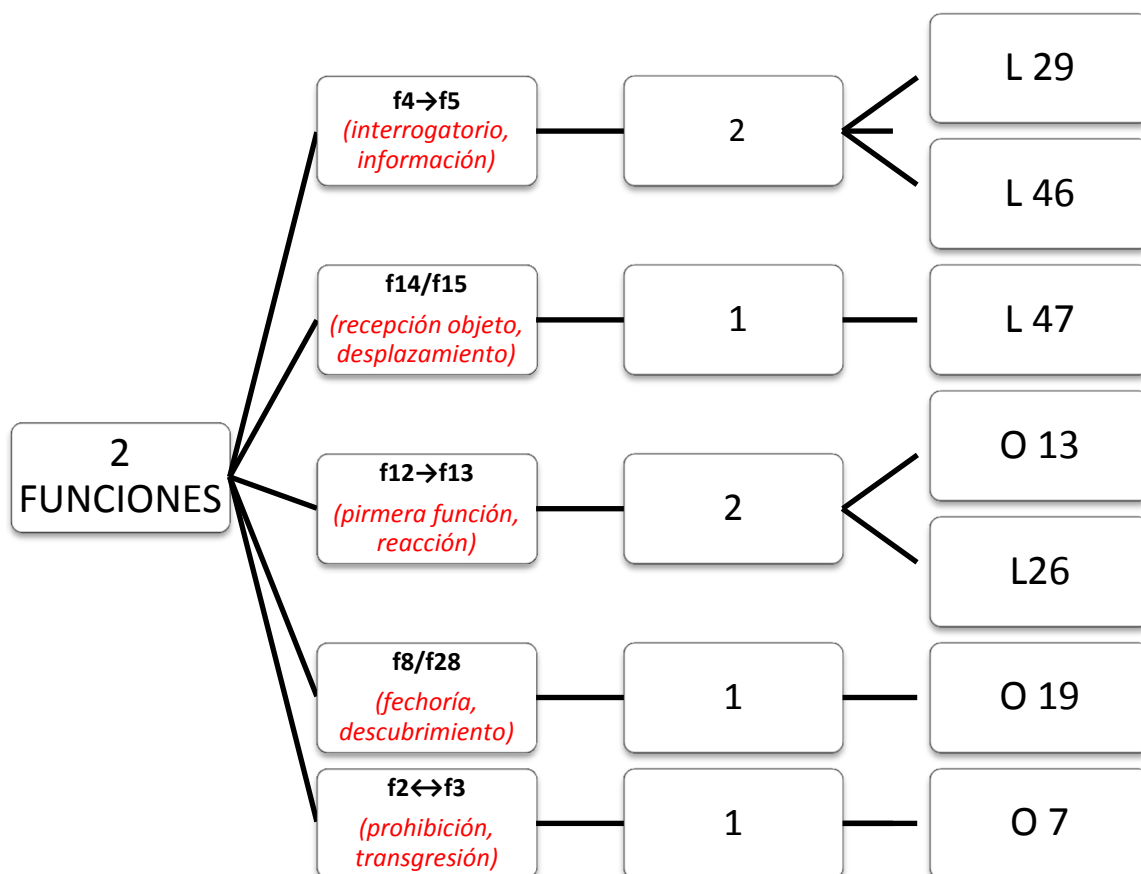 2
FUNCIONES
f4→f5
(interrogatorio,
información)
2
L 29
L 46
f14/f15
(recepción objeto,
desplazamiento)
1
L 47
f12→f13
(pirmera función,
reacción)
2
O 13
L26
f8/f28
(fechoría,
descubrimiento)
1
O 19
f2↔f3
(prohibición,
transgresión)
1
O 7